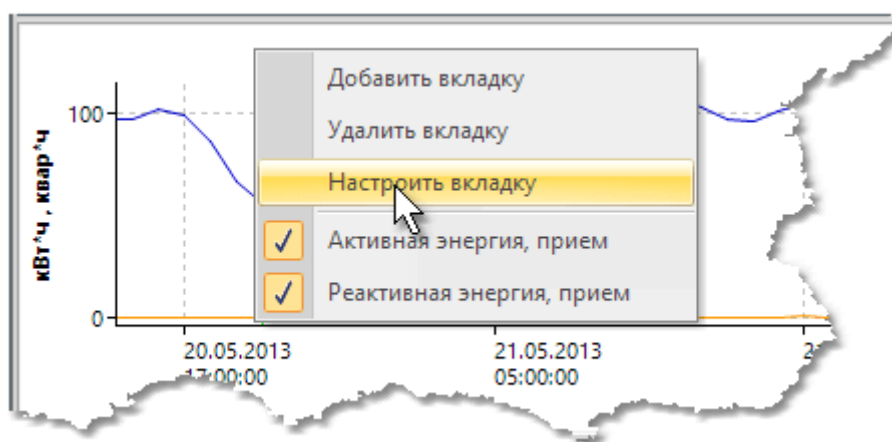 Добавить вкладку
Удалить вкладку
Настроить вкладку
Активная энергия, прием
Реактивная энергия, прием
кВт*ч , квар*ч
100
0
20.05.2013
17:00:00
21.05.2013
05:00:00